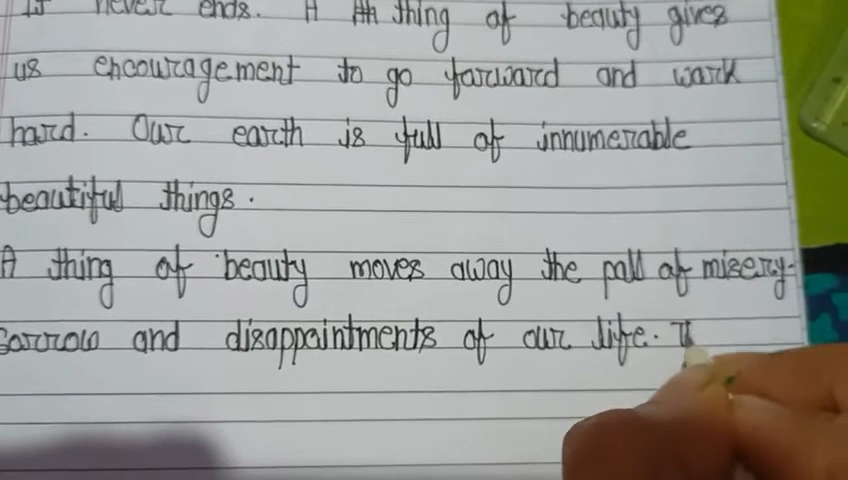 It never ends. A thing of beauty gives
us encouragement to go forward and work
hard. Our earth is full of innumerable
beautiful things.
A thing of beauty moves away the pall of misery.
sorrow and disappointments of our life.